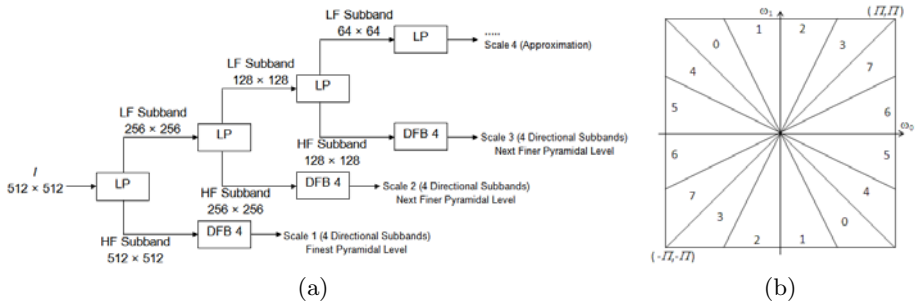 LF Subband
64 × 64
LP
.....
Scale 4 (Approximation)
LF Subband
128 × 128
LP
HF Subband
128 × 128
DFB 4
Scale 3 (4 Directional Subbands)
Next Finer Pyramidal Level
LF Subband
256 × 256
LP
HF Subband
256 × 256
DFB 4
Scale 2 (4 Directional Subbands)
Next Finer Pyramidal Level
I
512 × 512
LP
HF Subband
512 × 512
DFB 4
Scale 1 (4 Directional Subbands)
Finest Pyramidal Level
(a)
ω₁
(Π,Π)
0 1 2 3
4 7
5 6
ω₀
6 5
7 4
3 2 1 0
(-Π,-Π)
(b)